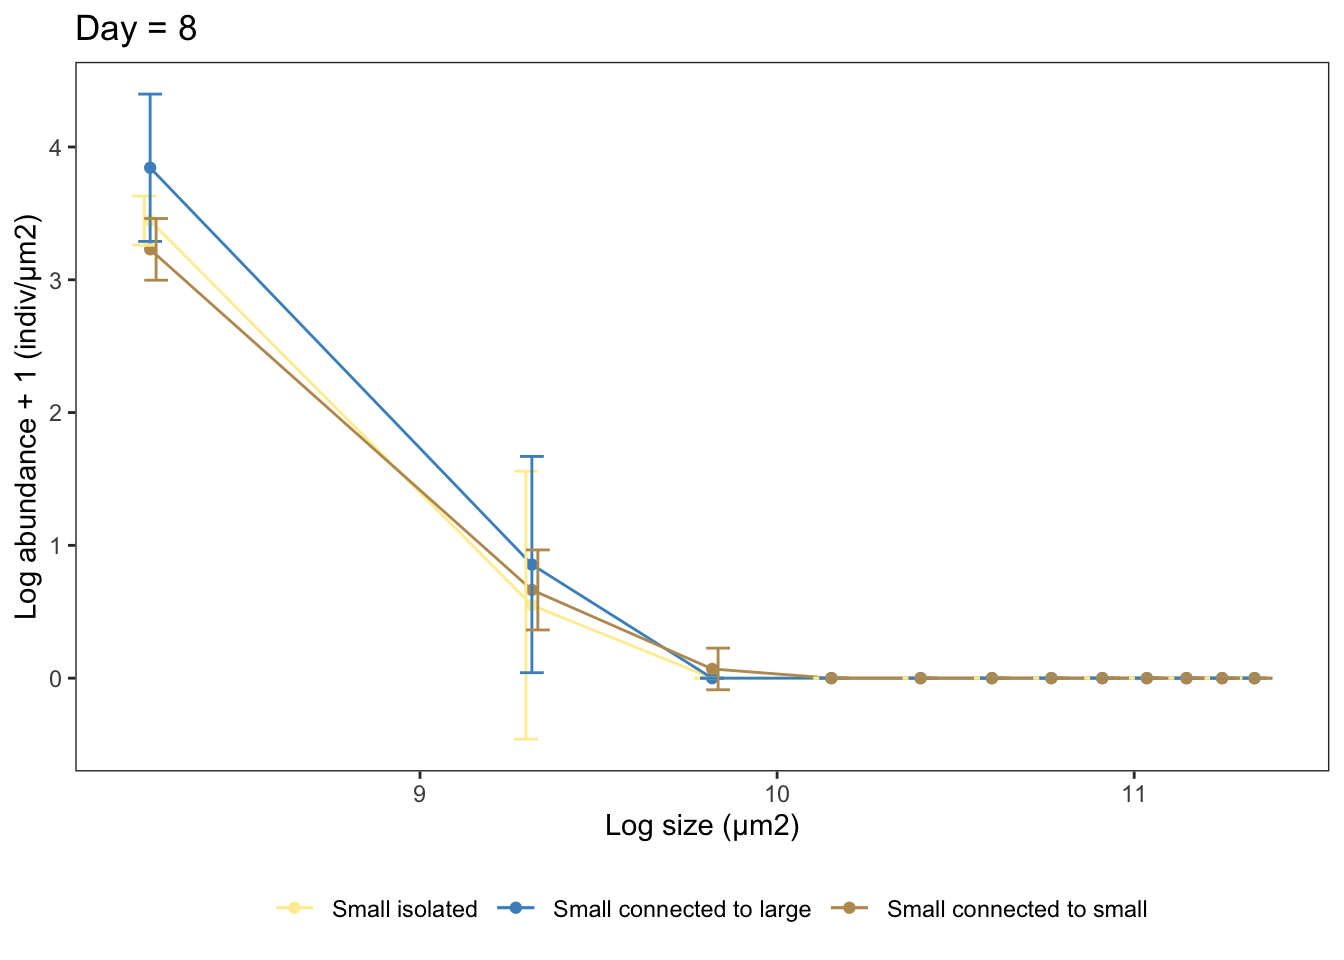 Day = 8
Log abundance + 1 (indiv/μm2)
4
3
2
1
0
9 10 11
Log size (μm2)
Small isolated Small connected to large Small connected to small